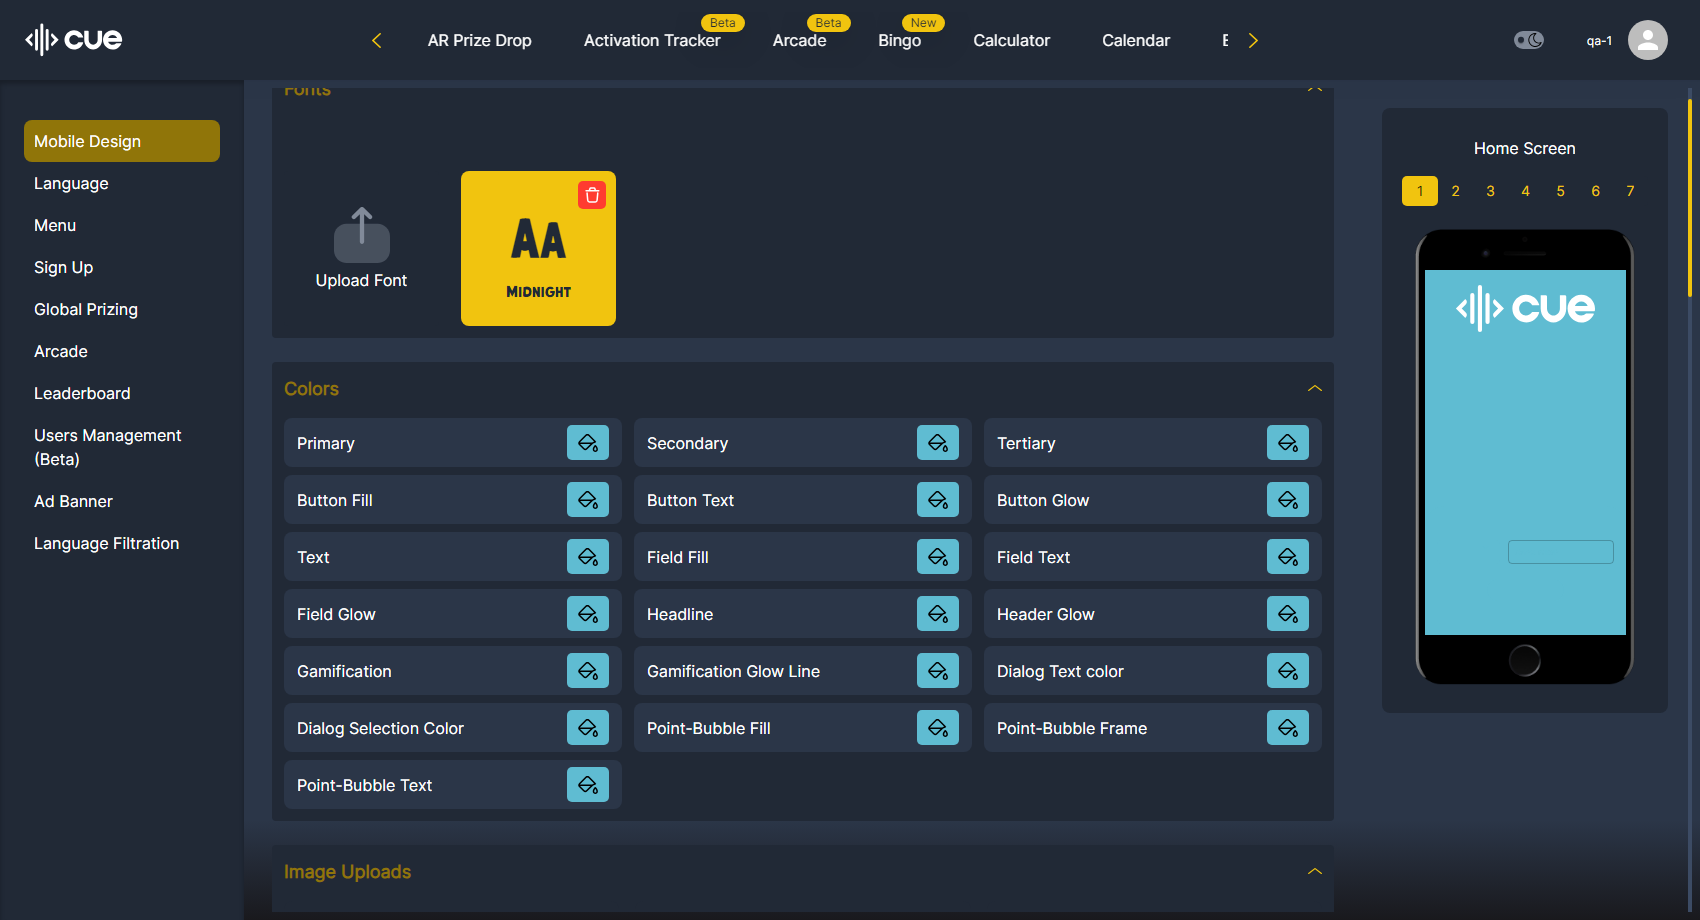 cue
AR Prize Drop
Activation Tracker
Beta
Arcade
Beta
Bingo
New
Calculator
Calendar
qa-1
Mobile Design
Language
Menu
Sign Up
Global Prizing
Arcade
Leaderboard
Users Management
(Beta)
Ad Banner
Language Filtration
Fonts
Upload Font
AA
MIDNIGHT
Colors
Primary
Secondary
Tertiary
Button Fill
Button Text
Button Glow
Text
Field Fill
Field Text
Field Glow
Headline
Header Glow
Gamification
Gamification Glow Line
Dialog Text color
Dialog Selection Color
Point-Bubble Fill
Point-Bubble Frame
Point-Bubble Text
Image Uploads
Home Screen
1 2 3 4 5 6 7
cue